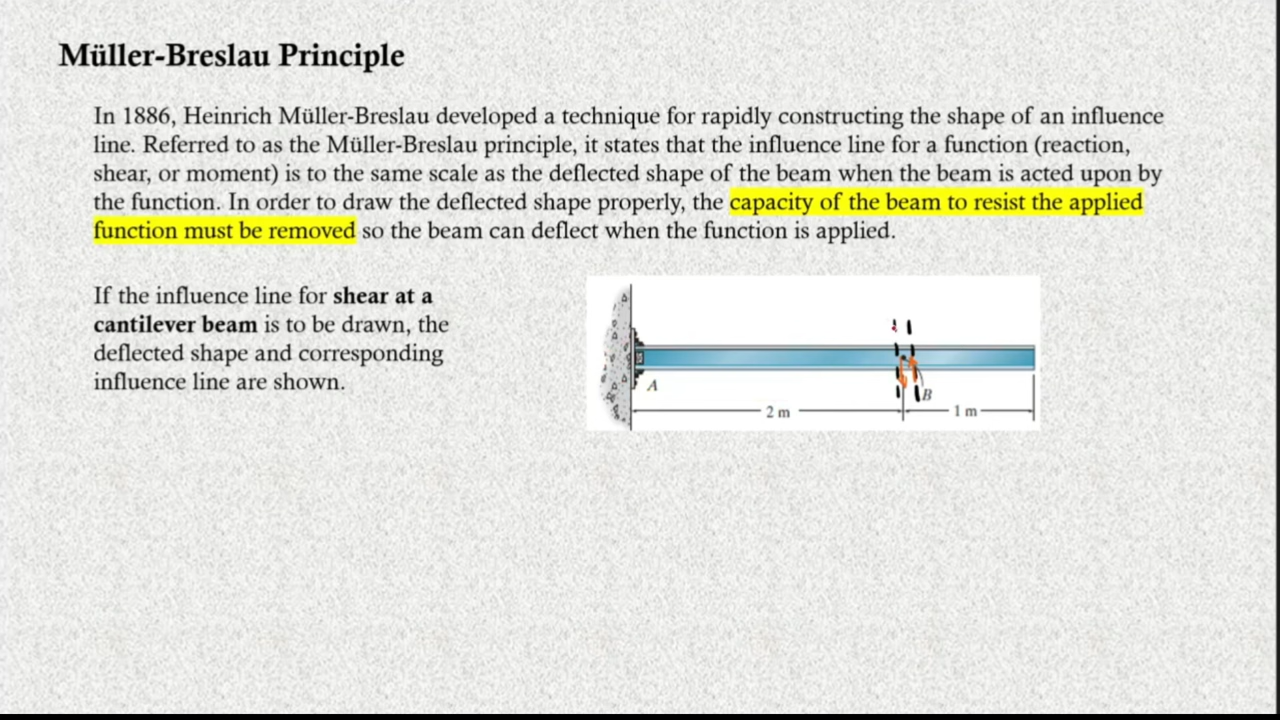 Müller-Breslau Principle
In 1886, Heinrich Müller-Breslau developed a technique for rapidly constructing the shape of an influence
line. Referred to as the Müller-Breslau principle, it states that the influence line for a function (reaction,
shear, or moment) is to the same scale as the deflected shape of the beam when the beam is acted upon by
the function. In order to draw the deflected shape properly, the capacity of the beam to resist the applied
function must be removed so the beam can deflect when the function is applied.
If the influence line for shear at a
cantilever beam is to be drawn, the
deflected shape and corresponding
influence line are shown.
A
B
2 m
1 m